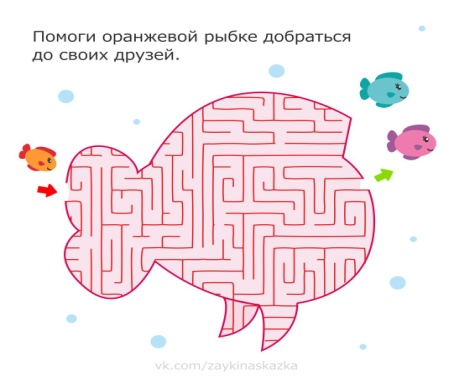 Помоги оранжевой рыбке добраться
до своих друзей.
vk.com/zaykinaskazka